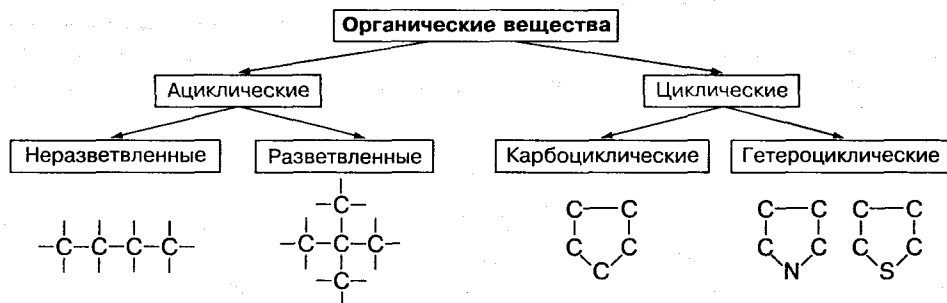 Органические вещества
Ациклические
Циклические
Неразветвленные
Разветвленные
Карбоциклические
Гетероциклические
C
C C C C
C C C
C
C C
C C
C
C C
C C
N
C C
C C
S